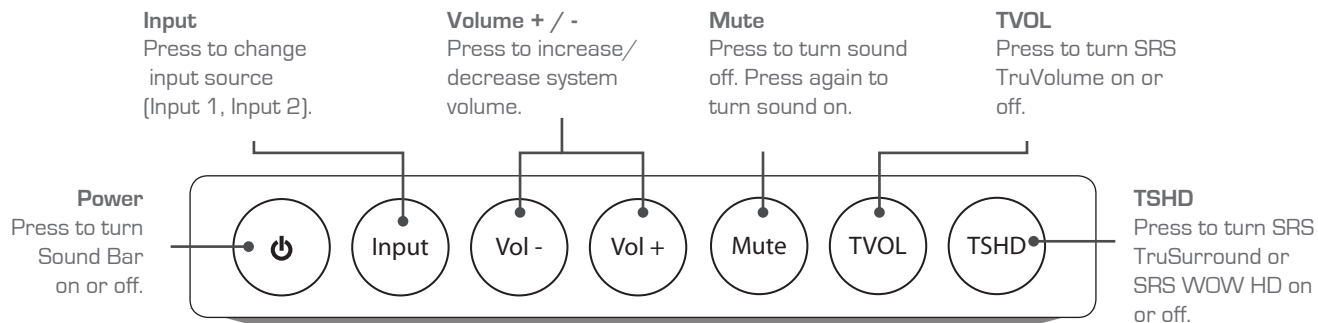 Input
Press to change
input source
(Input 1, Input 2).
Volume + / -
Press to increase/
decrease system
volume.
Mute
Press to turn sound
off. Press again to
turn sound on.
TVOL
Press to turn SRS
TruVolume on or
off.
Power
Press to turn
Sound Bar
on or off.
Input
Vol -
Vol +
Mute
TVOL
TSHD
TSHD
Press to turn SRS
TruSurround or
SRS WOW HD on
or off.